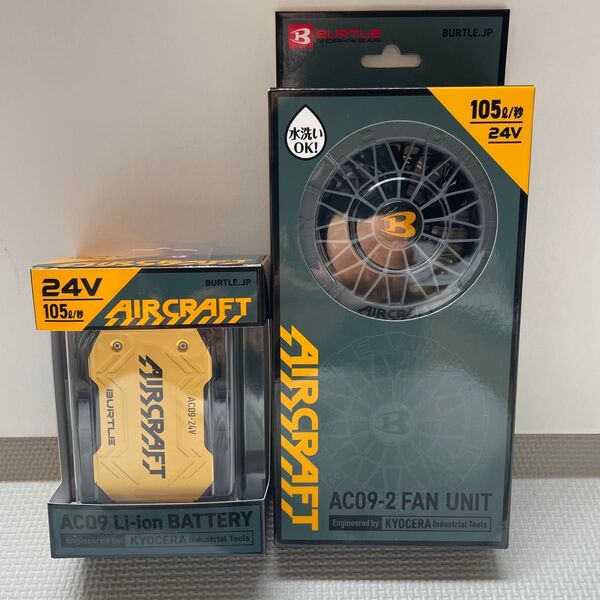 24V
105ℓ/秒
BURTLE.JP
AIRCRAFT
AIRCRAFT
BURTLE
AC09-24V
AC09 Li-ion BATTERY
Engineered by KYOCERA Industrial Tools
B BURTLE
WORKWEAR
BURTLE.JP
水洗い
OK!
105ℓ/秒
24V
B
AIRCRAFT
AIRCRAFT
AC09-2 FAN UNIT
Engineered by KYOCERA Industrial Tools